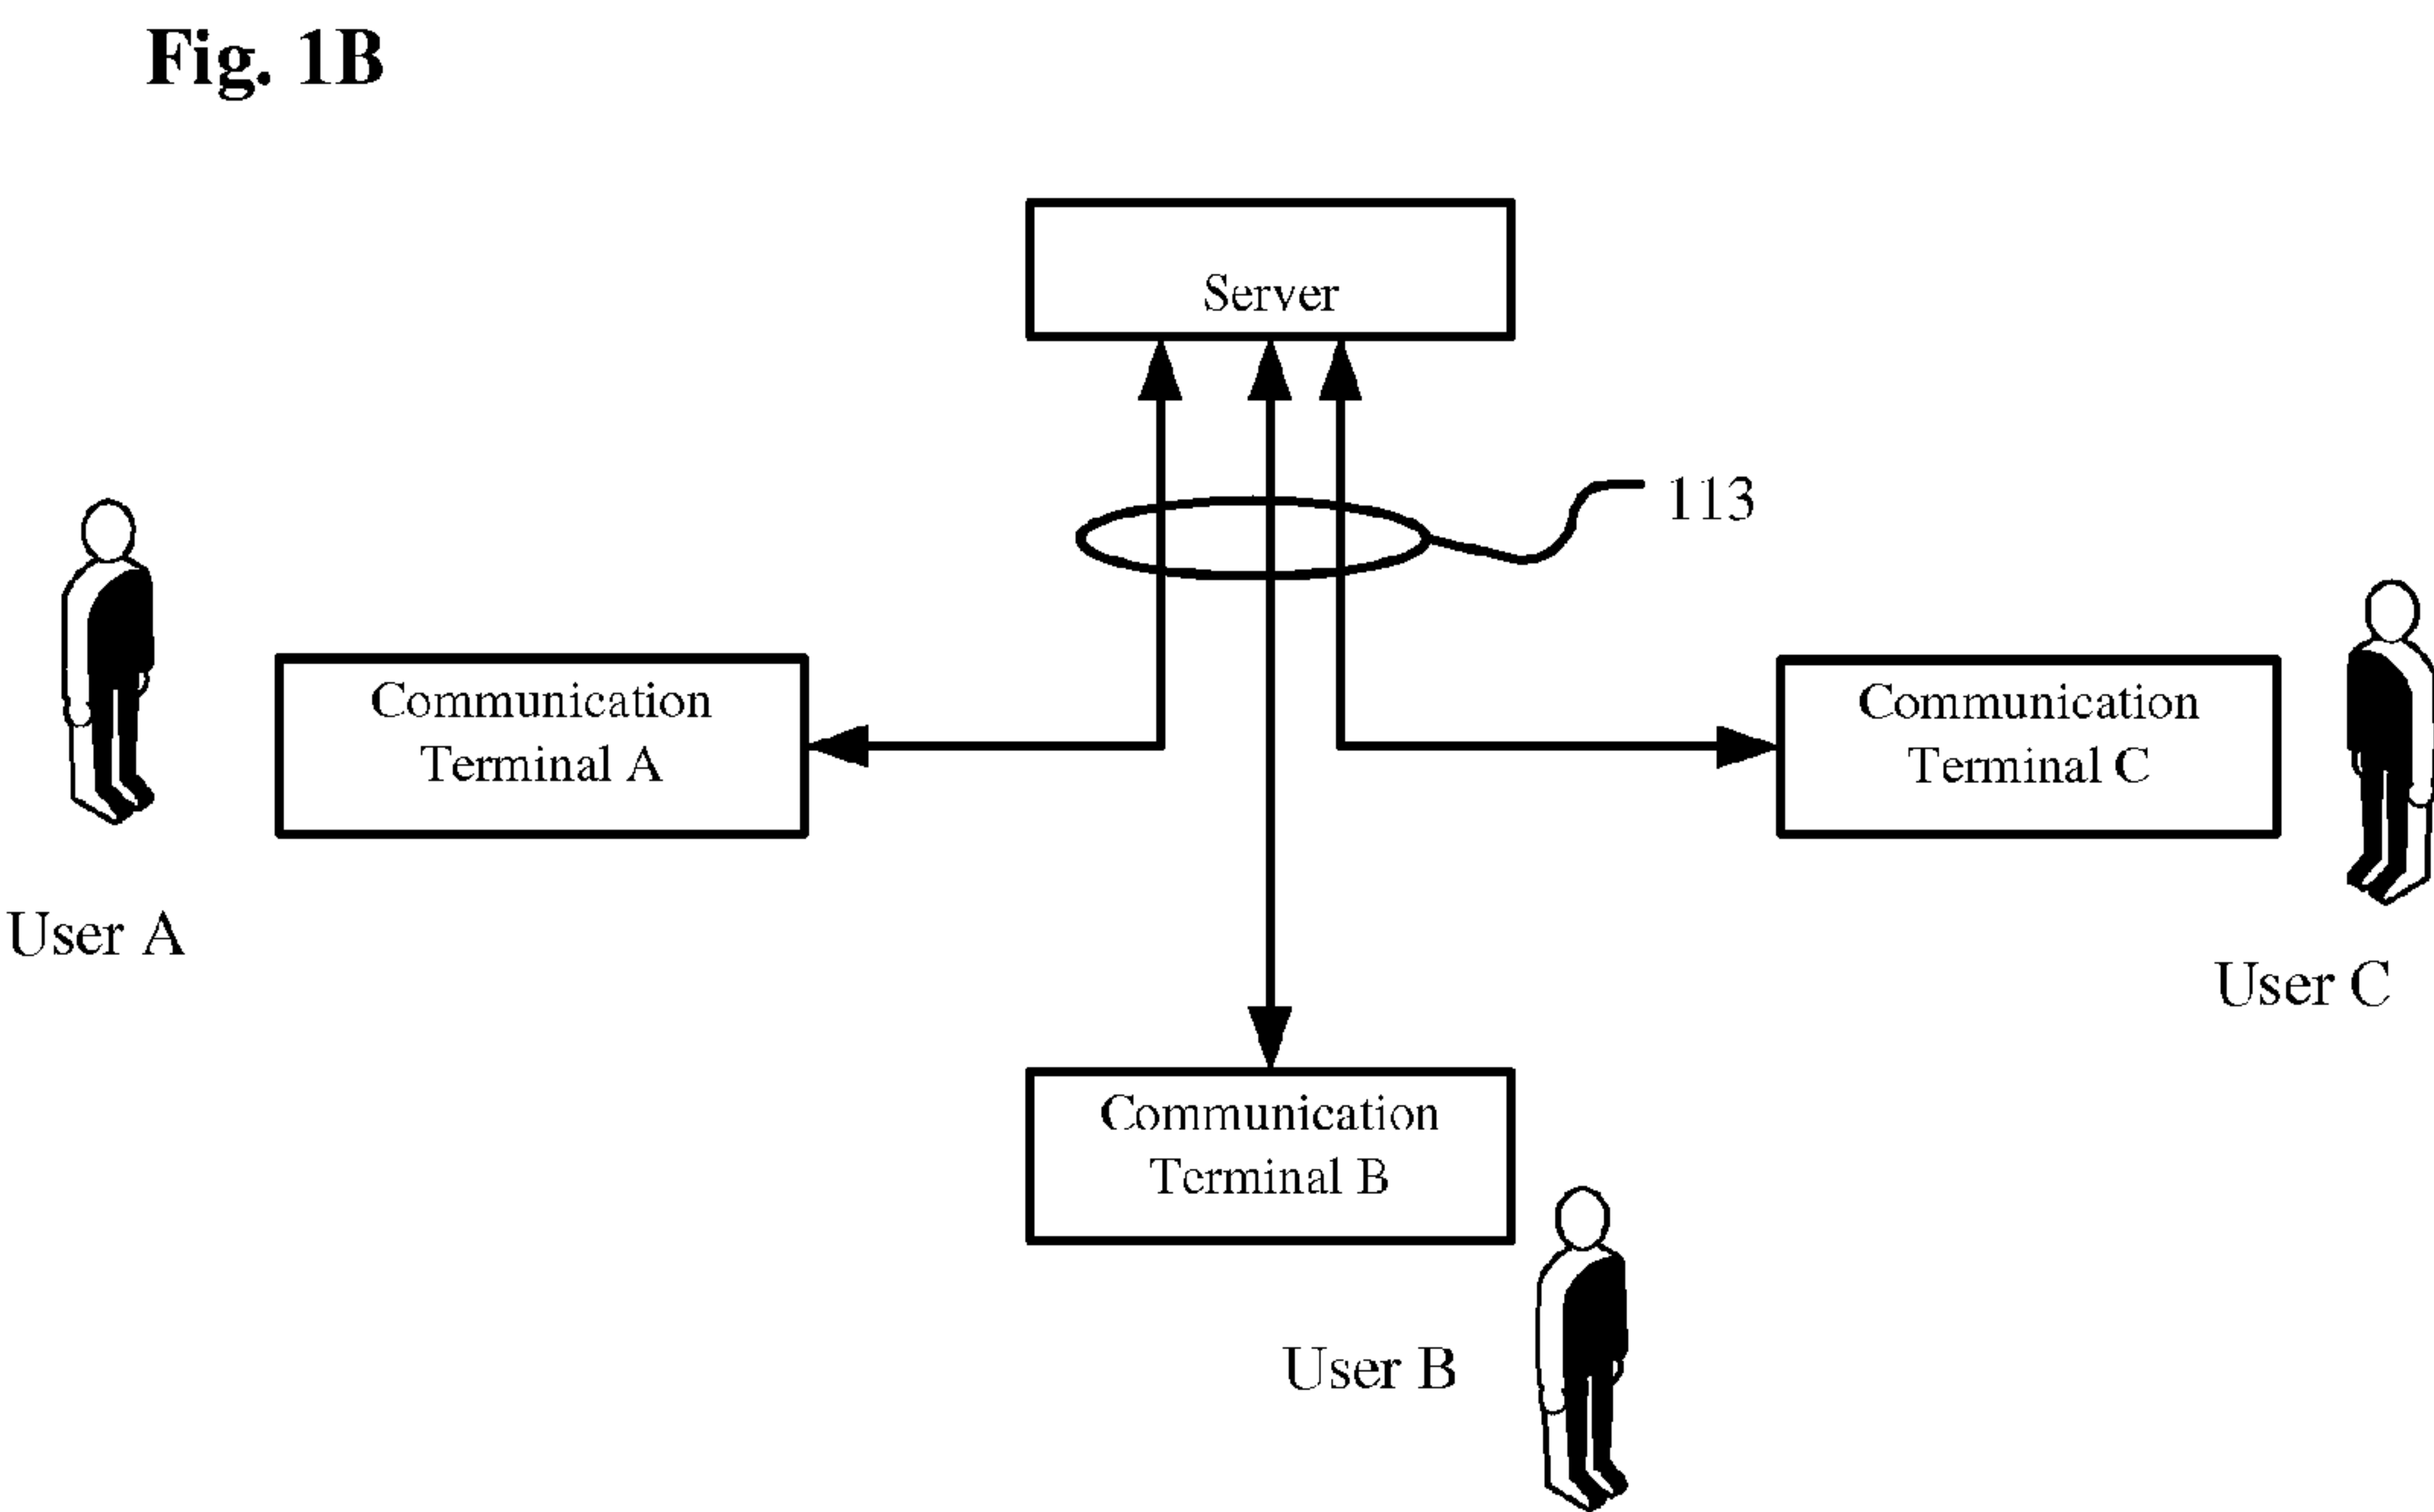 Fig. 1B
Server
113
Communication
Terminal A
Communication
Terminal C
User A
User C
Communication
Terminal B
User B